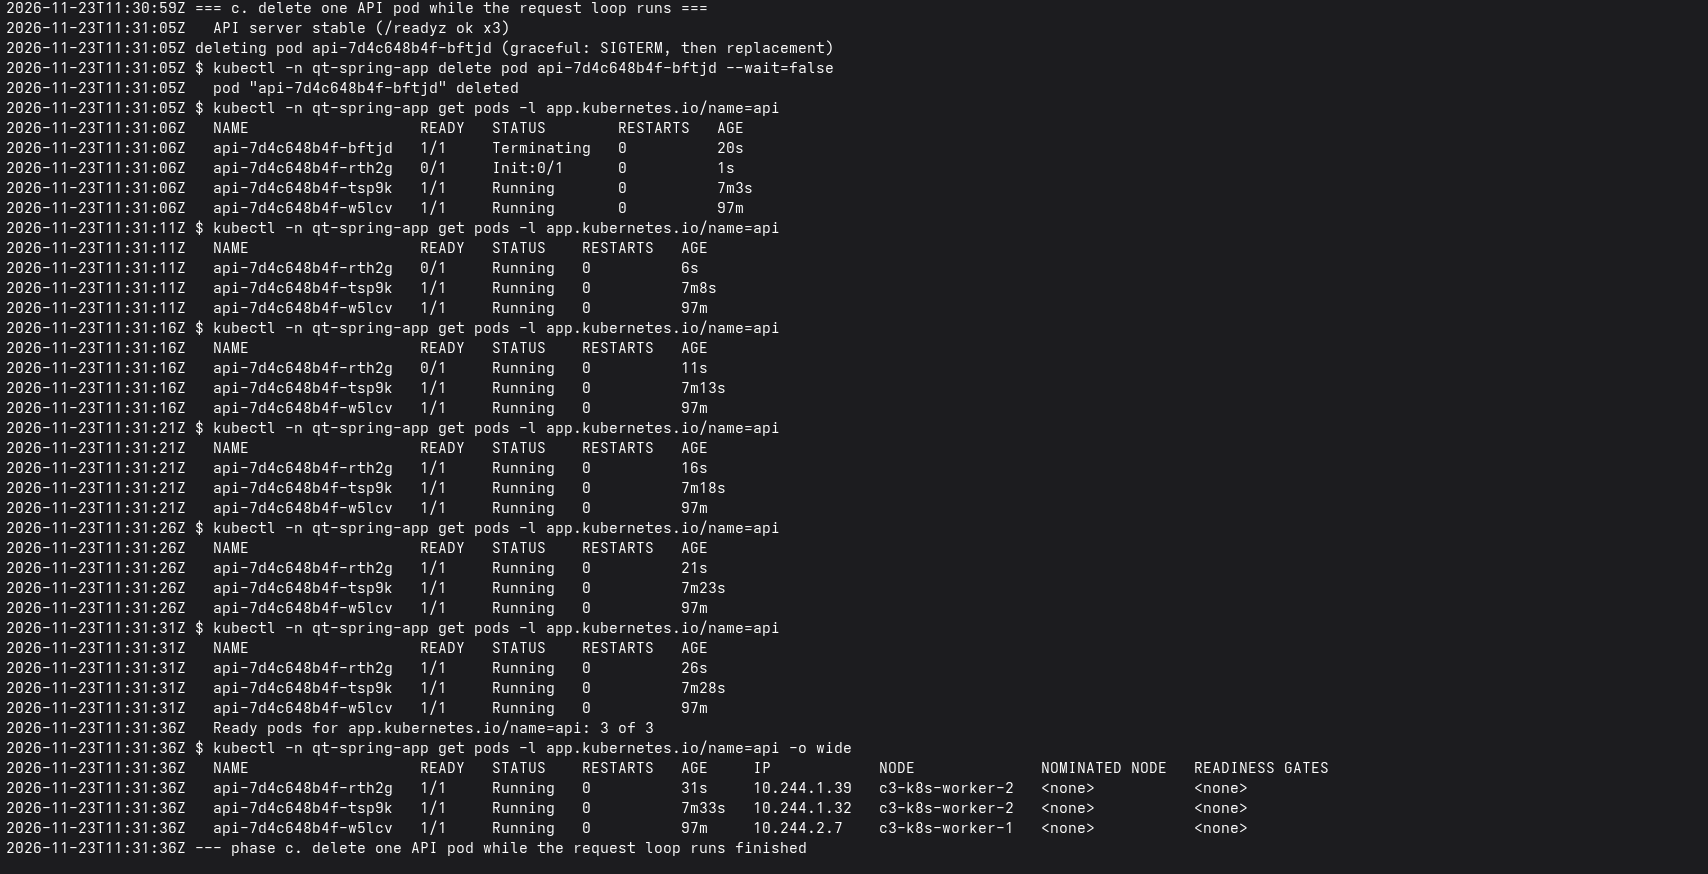 2026-11-23T11:30:59Z === c. delete one API pod while the request loop runs ===
2026-11-23T11:31:05Z   API server stable (/readyz ok x3)
2026-11-23T11:31:05Z deleting pod api-7d4c648b4f-bftjd (graceful: SIGTERM, then replacement)
2026-11-23T11:31:05Z $ kubectl -n qt-spring-app delete pod api-7d4c648b4f-bftjd --wait=false
2026-11-23T11:31:05Z   pod "api-7d4c648b4f-bftjd" deleted
2026-11-23T11:31:05Z $ kubectl -n qt-spring-app get pods -l app.kubernetes.io/name=api
2026-11-23T11:31:06Z   NAME                   READY   STATUS        RESTARTS   AGE
2026-11-23T11:31:06Z   api-7d4c648b4f-bftjd   1/1     Terminating   0          20s
2026-11-23T11:31:06Z   api-7d4c648b4f-rth2g   0/1     Init:0/1      0          1s
2026-11-23T11:31:06Z   api-7d4c648b4f-tsp9k   1/1     Running       0          7m3s
2026-11-23T11:31:06Z   api-7d4c648b4f-w5lcv   1/1     Running       0          97m
2026-11-23T11:31:11Z $ kubectl -n qt-spring-app get pods -l app.kubernetes.io/name=api
2026-11-23T11:31:11Z   NAME                   READY   STATUS    RESTARTS   AGE
2026-11-23T11:31:11Z   api-7d4c648b4f-rth2g   0/1     Running   0          6s
2026-11-23T11:31:11Z   api-7d4c648b4f-tsp9k   1/1     Running   0          7m8s
2026-11-23T11:31:11Z   api-7d4c648b4f-w5lcv   1/1     Running   0          97m
2026-11-23T11:31:16Z $ kubectl -n qt-spring-app get pods -l app.kubernetes.io/name=api
2026-11-23T11:31:16Z   NAME                   READY   STATUS    RESTARTS   AGE
2026-11-23T11:31:16Z   api-7d4c648b4f-rth2g   0/1     Running   0          11s
2026-11-23T11:31:16Z   api-7d4c648b4f-tsp9k   1/1     Running   0          7m13s
2026-11-23T11:31:16Z   api-7d4c648b4f-w5lcv   1/1     Running   0          97m
2026-11-23T11:31:21Z $ kubectl -n qt-spring-app get pods -l app.kubernetes.io/name=api
2026-11-23T11:31:21Z   NAME                   READY   STATUS    RESTARTS   AGE
2026-11-23T11:31:21Z   api-7d4c648b4f-rth2g   1/1     Running   0          16s
2026-11-23T11:31:21Z   api-7d4c648b4f-tsp9k   1/1     Running   0          7m18s
2026-11-23T11:31:21Z   api-7d4c648b4f-w5lcv   1/1     Running   0          97m
2026-11-23T11:31:26Z $ kubectl -n qt-spring-app get pods -l app.kubernetes.io/name=api
2026-11-23T11:31:26Z   NAME                   READY   STATUS    RESTARTS   AGE
2026-11-23T11:31:26Z   api-7d4c648b4f-rth2g   1/1     Running   0          21s
2026-11-23T11:31:26Z   api-7d4c648b4f-tsp9k   1/1     Running   0          7m23s
2026-11-23T11:31:26Z   api-7d4c648b4f-w5lcv   1/1     Running   0          97m
2026-11-23T11:31:31Z $ kubectl -n qt-spring-app get pods -l app.kubernetes.io/name=api
2026-11-23T11:31:31Z   NAME                   READY   STATUS    RESTARTS   AGE
2026-11-23T11:31:31Z   api-7d4c648b4f-rth2g   1/1     Running   0          26s
2026-11-23T11:31:31Z   api-7d4c648b4f-tsp9k   1/1     Running   0          7m28s
2026-11-23T11:31:31Z   api-7d4c648b4f-w5lcv   1/1     Running   0          97m
2026-11-23T11:31:36Z   Ready pods for app.kubernetes.io/name=api: 3 of 3
2026-11-23T11:31:36Z $ kubectl -n qt-spring-app get pods -l app.kubernetes.io/name=api -o wide
2026-11-23T11:31:36Z   NAME                   READY   STATUS    RESTARTS   AGE     IP            NODE              NOMINATED NODE   READINESS GATES
2026-11-23T11:31:36Z   api-7d4c648b4f-rth2g   1/1     Running   0          31s     10.244.1.39   c3-k8s-worker-2   <none>           <none>
2026-11-23T11:31:36Z   api-7d4c648b4f-tsp9k   1/1     Running   0          7m33s   10.244.1.32   c3-k8s-worker-2   <none>           <none>
2026-11-23T11:31:36Z   api-7d4c648b4f-w5lcv   1/1     Running   0          97m     10.244.2.7    c3-k8s-worker-1   <none>           <none>
2026-11-23T11:31:36Z --- phase c. delete one API pod while the request loop runs finished